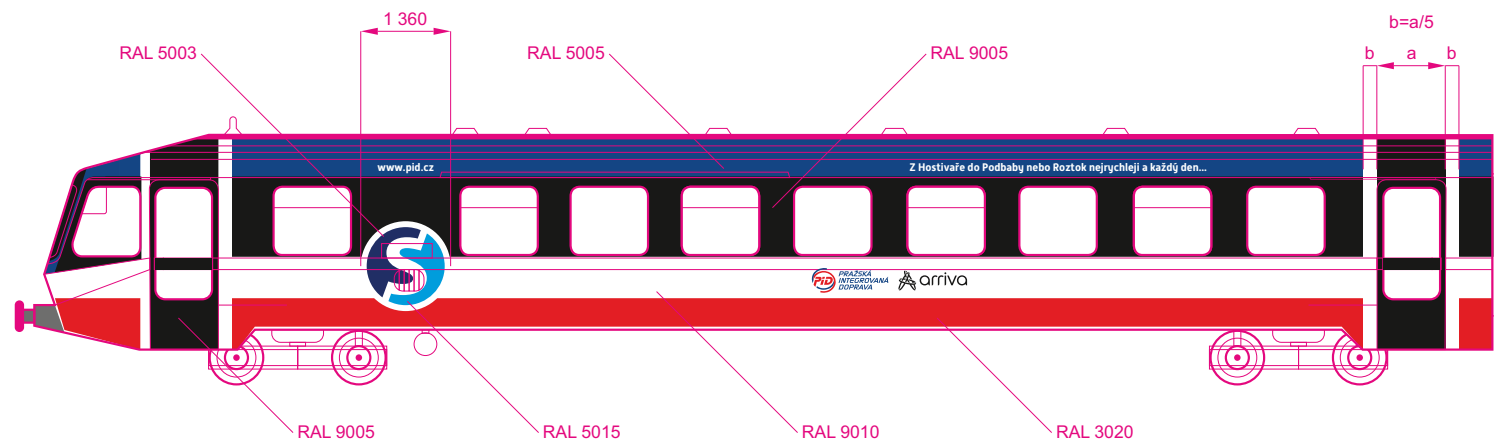 1 360
b=a/5
RAL 5003
RAL 5005
RAL 9005
b
a
b
www.pid.cz
Z Hostivaře do Podbaby nebo Roztok nejrychleji a každý den...
S
PID
PRAŽSKÁ
INTEGROVANÁ
DOPRAVA
arriva
RAL 9005
RAL 5015
RAL 9010
RAL 3020